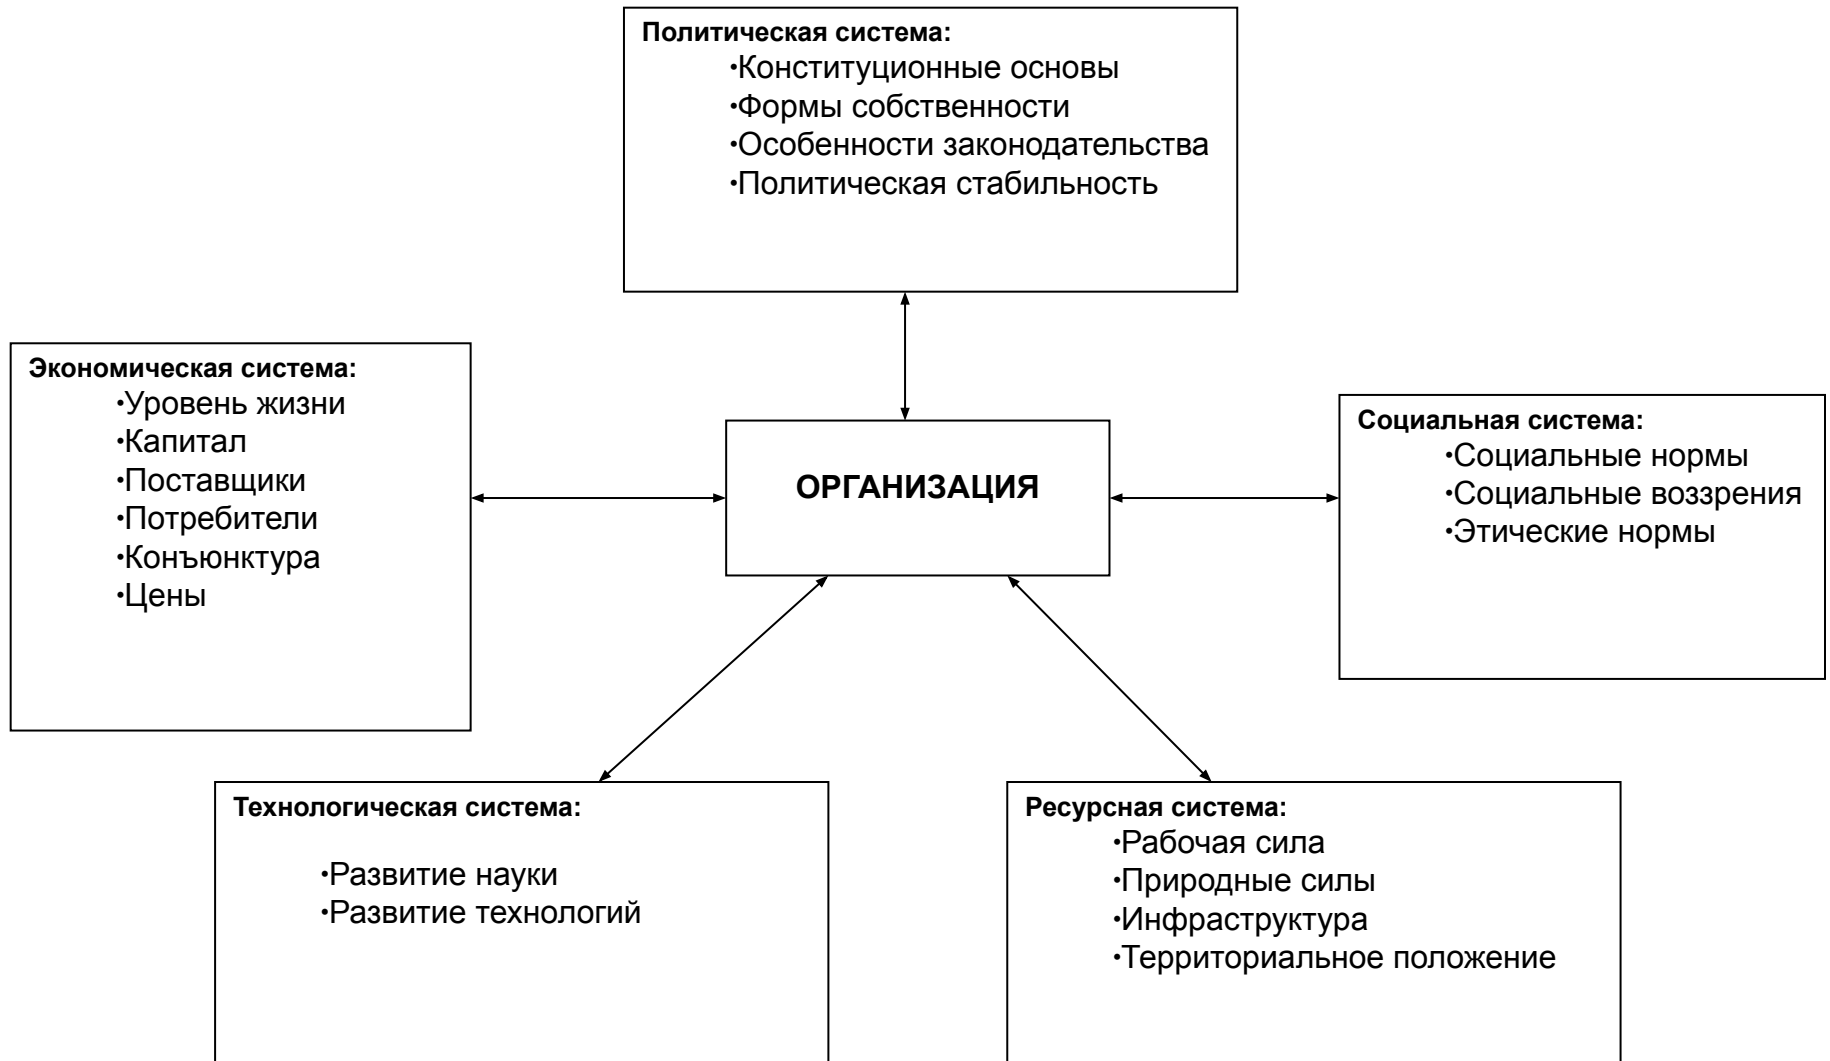 Политическая система:
·Конституционные основы
·Формы собственности
·Особенности законодательства
·Политическая стабильность
Экономическая система:
·Уровень жизни
·Капитал
·Поставщики
·Потребители
·Конъюнктура
·Цены
ОРГАНИЗАЦИЯ
Социальная система:
·Социальные нормы
·Социальные воззрения
·Этические нормы
Технологическая система:
·Развитие науки
·Развитие технологий
Ресурсная система:
·Рабочая сила
·Природные силы
·Инфраструктура
·Территориальное положение